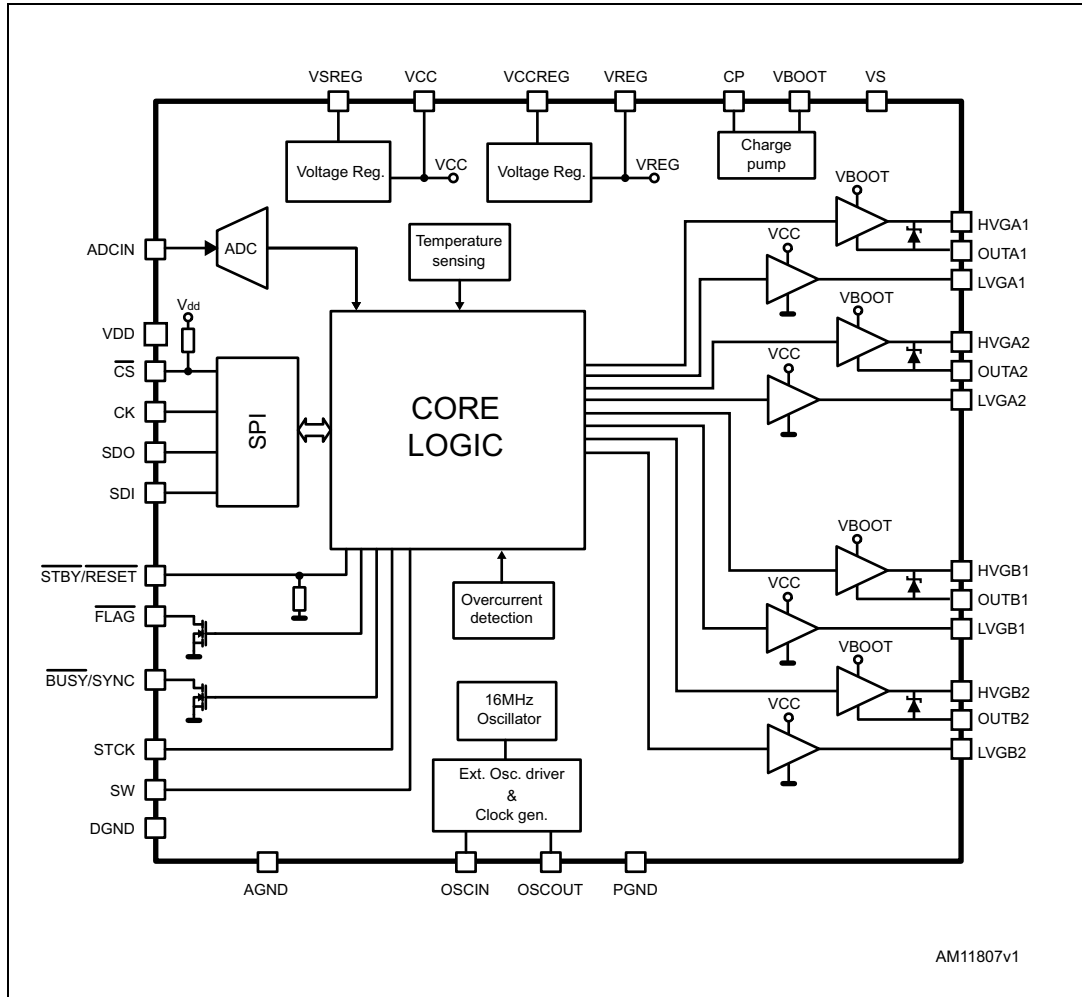 VSREG VCC VCCREG VREG CP VBOOT VS
Voltage Reg.
VCC
Voltage Reg.
VREG
Charge
pump
ADCIN
ADC
Temperature
sensing
VDD
Vdd
CS
CK
SDO
SDI
SPI
CORE
LOGIC
STBY/RESET
FLAG
BUSY/SYNC
STCK
SW
DGND
Overcurrent
detection
16MHz
Oscillator
Ext. Osc. driver
&
Clock gen.
VBOOT
HVGA1
OUTA1
VCC
LVGA1
VBOOT
HVGA2
OUTA2
VCC
LVGA2
VBOOT
HVGB1
OUTB1
VCC
LVGB1
VBOOT
HVGB2
OUTB2
VCC
LVGB2
AGND OSCIN OSCOUT PGND
AM11807v1